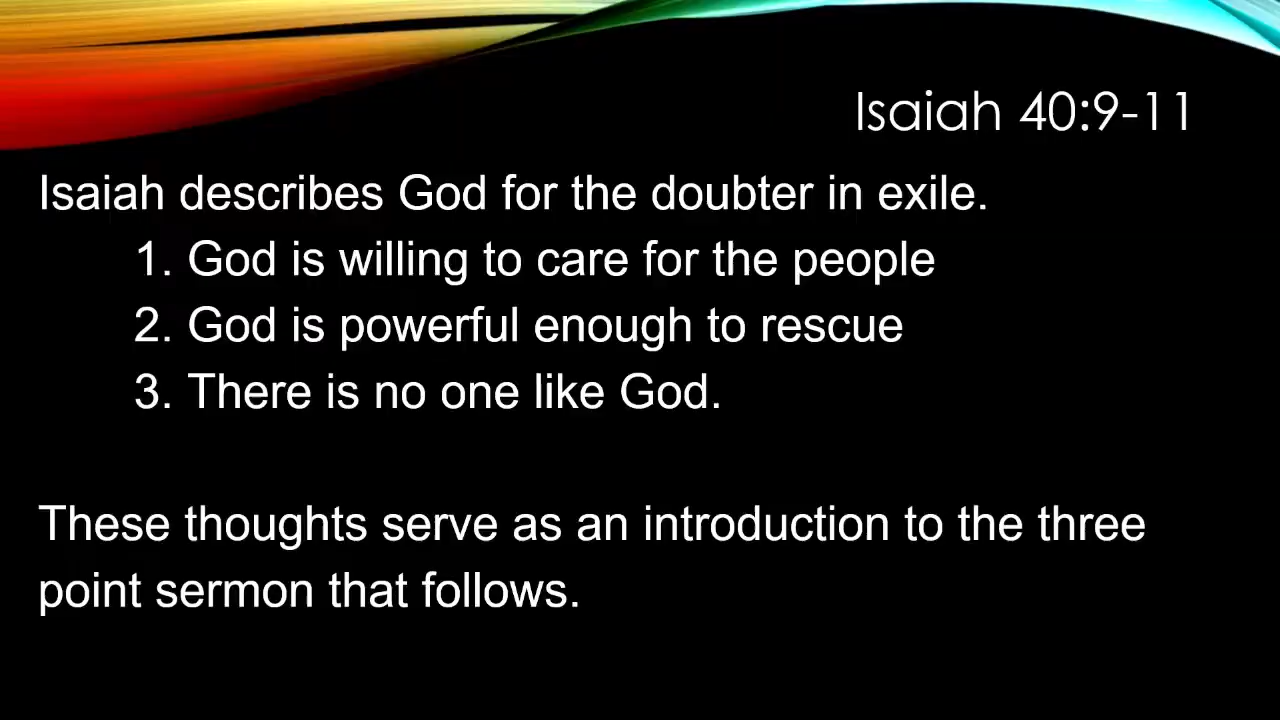 Isaiah 40:9-11
Isaiah describes God for the doubter in exile.
1. God is willing to care for the people
2. God is powerful enough to rescue
3. There is no one like God.
These thoughts serve as an introduction to the three
point sermon that follows.